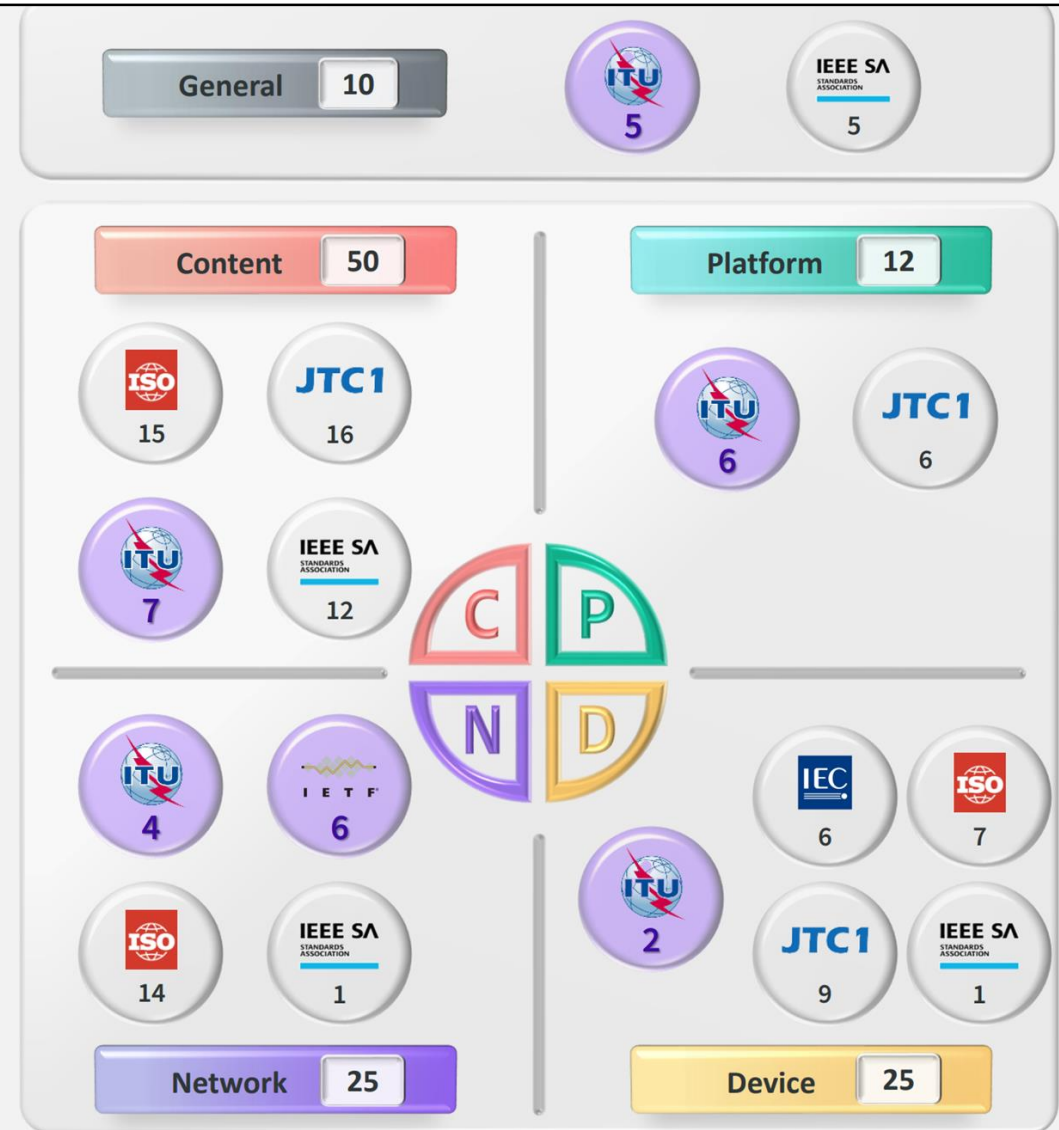 General 10
ITU
5
IEEE SA
STANDARDS
ASSOCIATION
5
Content 50
ISO
15
JTC1
16
ITU
7
IEEE SA
STANDARDS
ASSOCIATION
12
Platform 12
ITU
6
JTC1
6
C P
N D
ITU
4
I E T F
6
ISO
14
IEEE SA
STANDARDS
ASSOCIATION
1
Network 25
IEC
6
ISO
7
ITU
2
JTC1
9
IEEE SA
STANDARDS
ASSOCIATION
1
Device 25